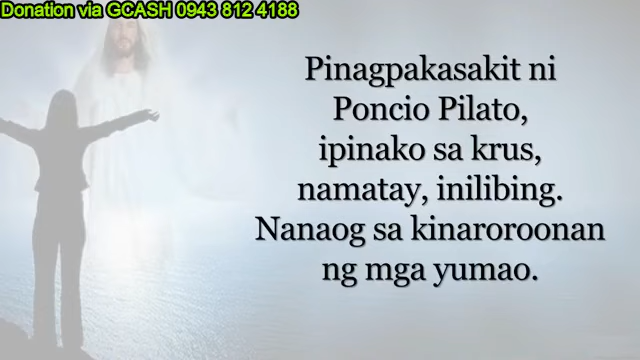 Donation via GCASH 0943 812 4188
Pinagpakasakit ni
Poncio Pilato,
ipinako sa krus,
namatay, inilibing.
Nanaog sa kinaroroonan
ng mga yumao.